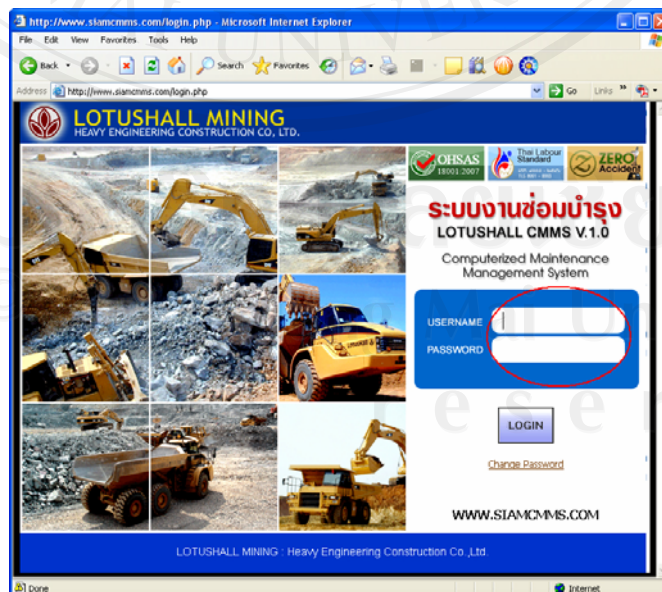 http://www.siamcmms.com/login.php - Microsoft Internet Explorer
File Edit View Favorites Tools Help
Back Search Favorites
Address http://www.siamcmms.com/login.php Go Links
LOTUSHALL MINING
HEAVY ENGINEERING CONSTRUCTION CO, LTD.
OHSAS
18001:2007
Thai Labour
Standard
ZERO
Accident
ระบบงานซ่อมบำรุง
LOTUSHALL CMMS V.1.0
Computerized Maintenance
Management System
USERNAME
PASSWORD
LOGIN
Change Password
WWW.SIAMCMMS.COM
LOTUSHALL MINING : Heavy Engineering Construction Co.,Ltd.
Done Internet